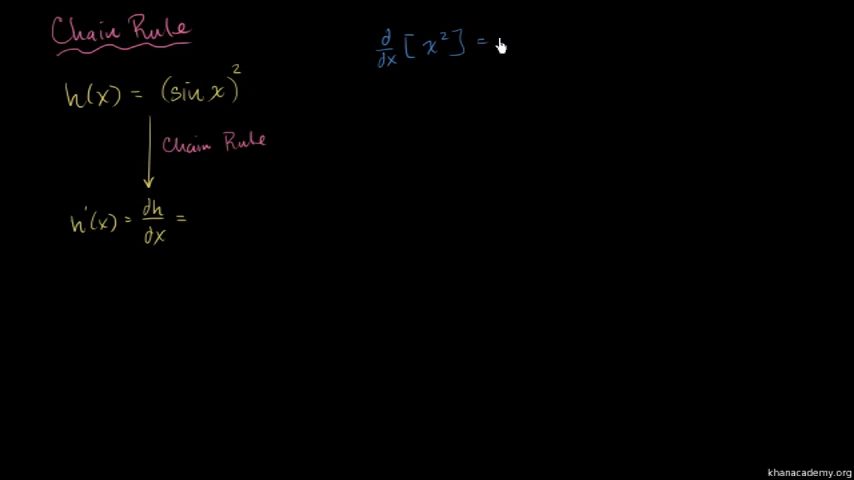 Chain Rule
d/dx [x²] =
h(x) = (sin x)²
Chain Rule
h'(x) = dh/dx =
khanacademy.org